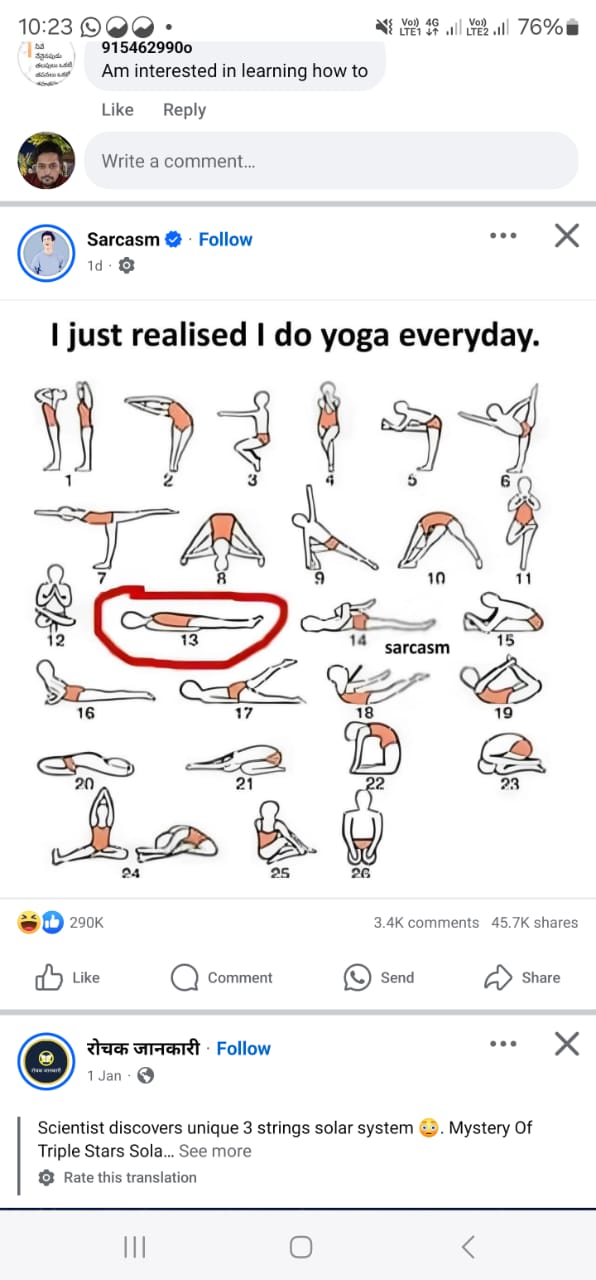 10:23
Vo)) 4G Vo)) 76%
LTE1 LTE2
915462990o
Am interested in learning how to
Like Reply
Write a comment...
Sarcasm · Follow
1d ·
I just realised I do yoga everyday.
1 2 3 4 5 6
7 8 9 10 11
12 13 14 15
sarcasm
16 17 18 19
20 21 22 23
24 25 26
290K 3.4K comments 45.7K shares
Like Comment Send Share
रोचक जानकारी · Follow
1 Jan ·
Scientist discovers unique 3 strings solar system 😳. Mystery Of
Triple Stars Sola... See more
Rate this translation